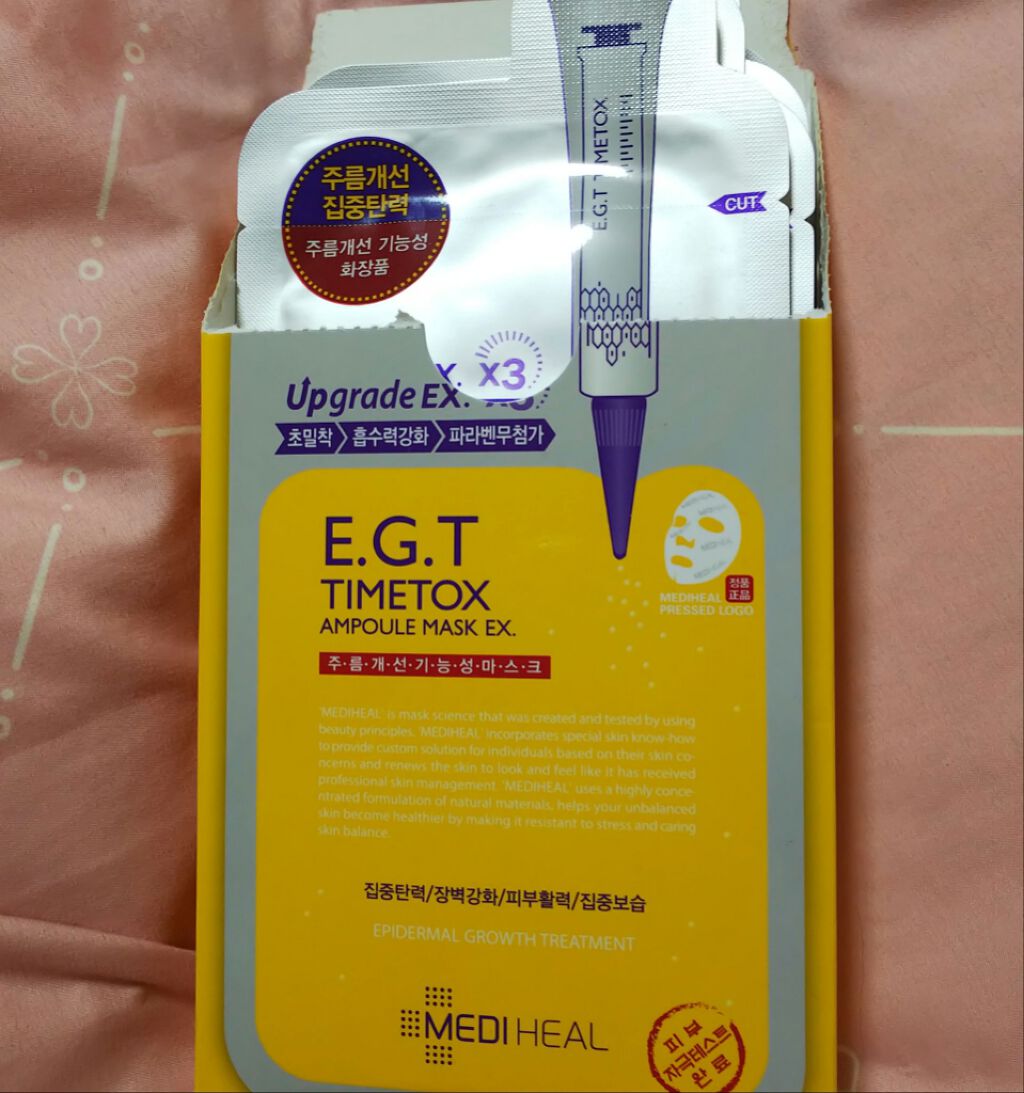 주름개선
집중탄력
주름개선 기능성
화장품
E.G.T TIMETOX
CUT
X3
Upgrade EX.
초밀착 흡수력강화 파라벤무첨가
E.G.T
TIMETOX
AMPOULE MASK EX.
주·름·개·선·기·능·성·마·스·크
MEDIHEAL
PRESSED LOGO
정품
正品
'MEDIHEAL' is mask science that was created and tested by using
beauty principles. 'MEDIHEAL' incorporates special skin know-how
to provide custom solution for individuals based on their skin co-
ncerns and renews the skin to look and feel like it has received
professional skin management. 'MEDIHEAL' uses a highly conce-
ntrated formulation of natural materials, helps your unbalanced
skin become healthier by making it resistant to stress and caring
skin balance.
집중탄력/장벽강화/피부활력/집중보습
EPIDERMAL GROWTH TREATMENT
MEDIHEAL
피부
자극테스트
완료